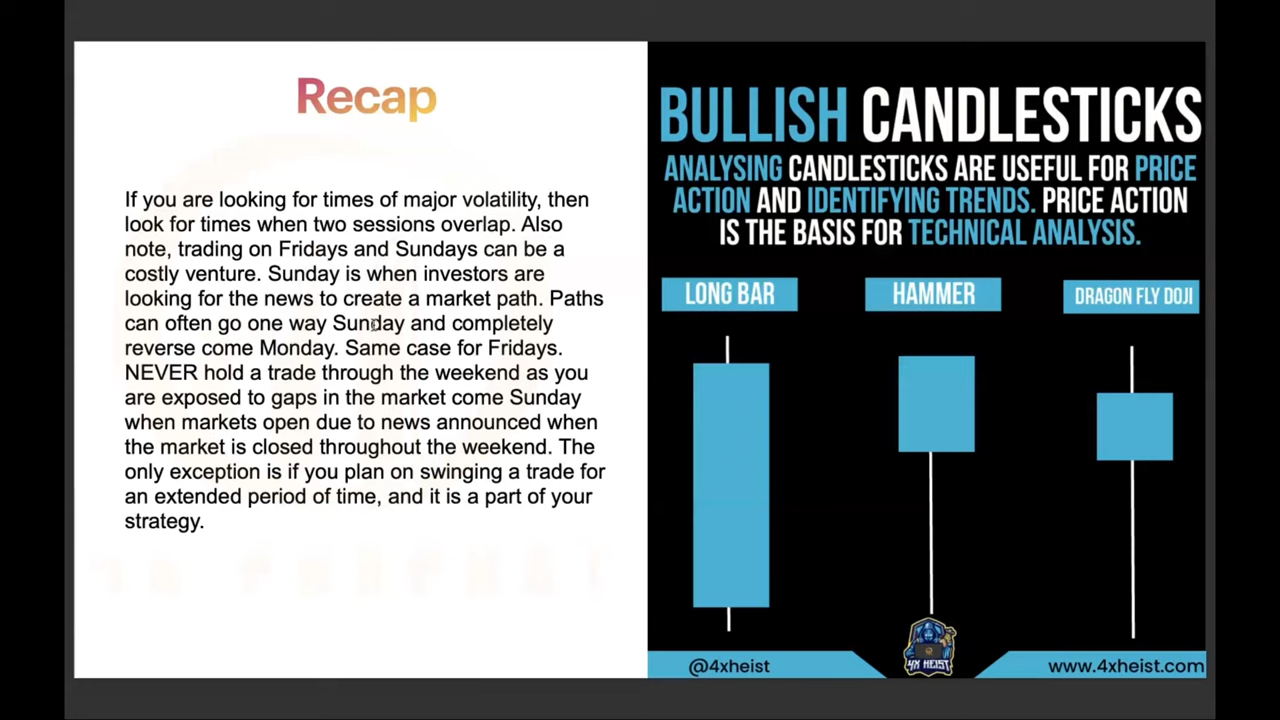 Recap
If you are looking for times of major volatility, then
look for times when two sessions overlap. Also
note, trading on Fridays and Sundays can be a
costly venture. Sunday is when investors are
looking for the news to create a market path. Paths
can often go one way Sunday and completely
reverse come Monday. Same case for Fridays.
NEVER hold a trade through the weekend as you
are exposed to gaps in the market come Sunday
when markets open due to news announced when
the market is closed throughout the weekend. The
only exception is if you plan on swinging a trade for
an extended period of time, and it is a part of your
strategy.
BULLISH CANDLESTICKS
ANALYSING CANDLESTICKS ARE USEFUL FOR PRICE
ACTION AND IDENTIFYING TRENDS. PRICE ACTION
IS THE BASIS FOR TECHNICAL ANALYSIS.
LONG BAR
HAMMER
DRAGON FLY DOJI
4X HEIST
@4xheist
www.4xheist.com